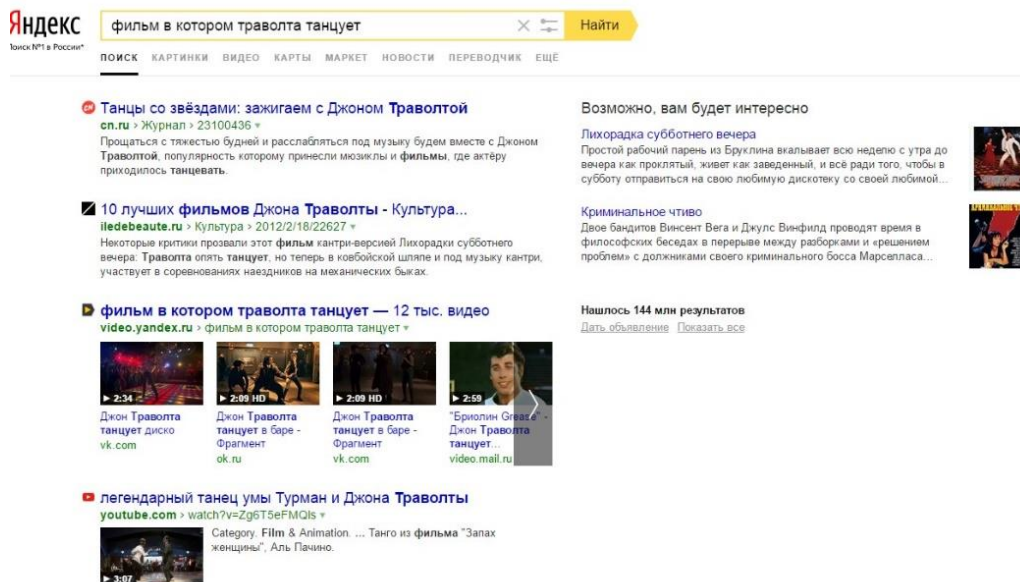 Яндекс
Поиск №1 в России*
фильм в котором траволта танцует
Найти
ПОИСК КАРТИНКИ ВИДЕО КАРТЫ МАРКЕТ НОВОСТИ ПЕРЕВОДЧИК ЕЩЁ
Танцы со звёздами: зажигаем с Джоном Траволтой
cn.ru › Журнал › 23100436
Прощаться с тяжестью будней и расслабляться под музыку будем вместе с Джоном
Траволтой, популярность которому принесли мюзиклы и фильмы, где актёру
приходилось танцевать.
10 лучших фильмов Джона Траволты - Культура...
iledebeaute.ru › Культура › 2012/2/18/22627
Некоторые критики прозвали этот фильм кантри-версией Лихорадки субботнего
вечера: Траволта опять танцует, но теперь в ковбойской шляпе и под музыку кантри,
участвует в соревнованиях наездников на механических быках.
фильм в котором траволта танцует — 12 тыс. видео
video.yandex.ru › фильм в котором траволта танцует
2:34
2:09 HD
2:09 HD
2:59
Джон Траволта
танцует диско
vk.com
Джон Траволта
танцует в баре -
Фрагмент
ok.ru
Джон Траволта
танцует в баре -
Фрагмент
vk.com
"Бриолин Grease" -
Джон Траволта
танцует...
video.mail.ru
легендарный танец умы Турман и Джона Траволты
youtube.com › watch?v=Zg6T5eFMQIs
Category. Film & Animation. ... Танго из фильма "Запах
женщины", Аль Пачино.
3:07
Возможно, вам будет интересно
Лихорадка субботнего вечера
Простой рабочий парень из Бруклина вкалывает всю неделю с утра до
вечера как проклятый, живет как заведенный, и всё ради того, чтобы в
субботу отправиться на свою любимую дискотеку со своей любимой...
Криминальное чтиво
Двое бандитов Винсент Вега и Джулс Винфилд проводят время в
философских беседах в перерыве между разборками и «решением
проблем» с должниками своего криминального босса Марселласа...
Нашлось 144 млн результатов
Дать объявление Показать все